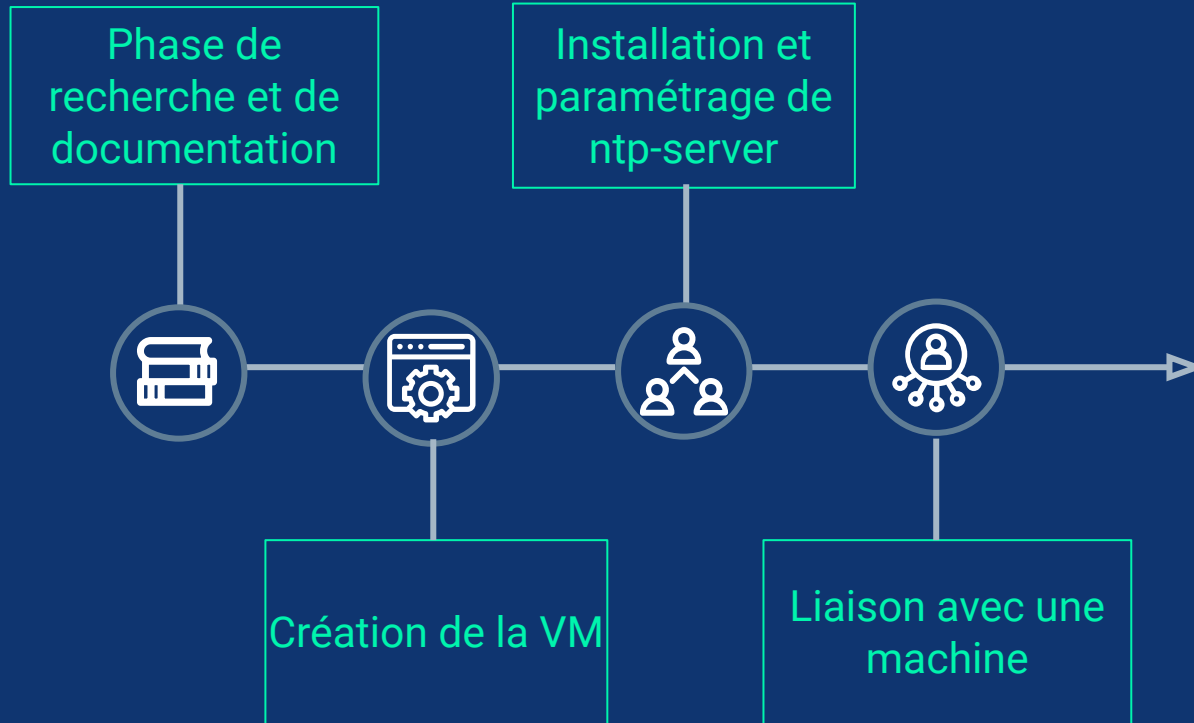 Phase de
recherche et de
documentation
Installation et
paramétrage de
ntp-server
Création de la VM
Liaison avec une
machine